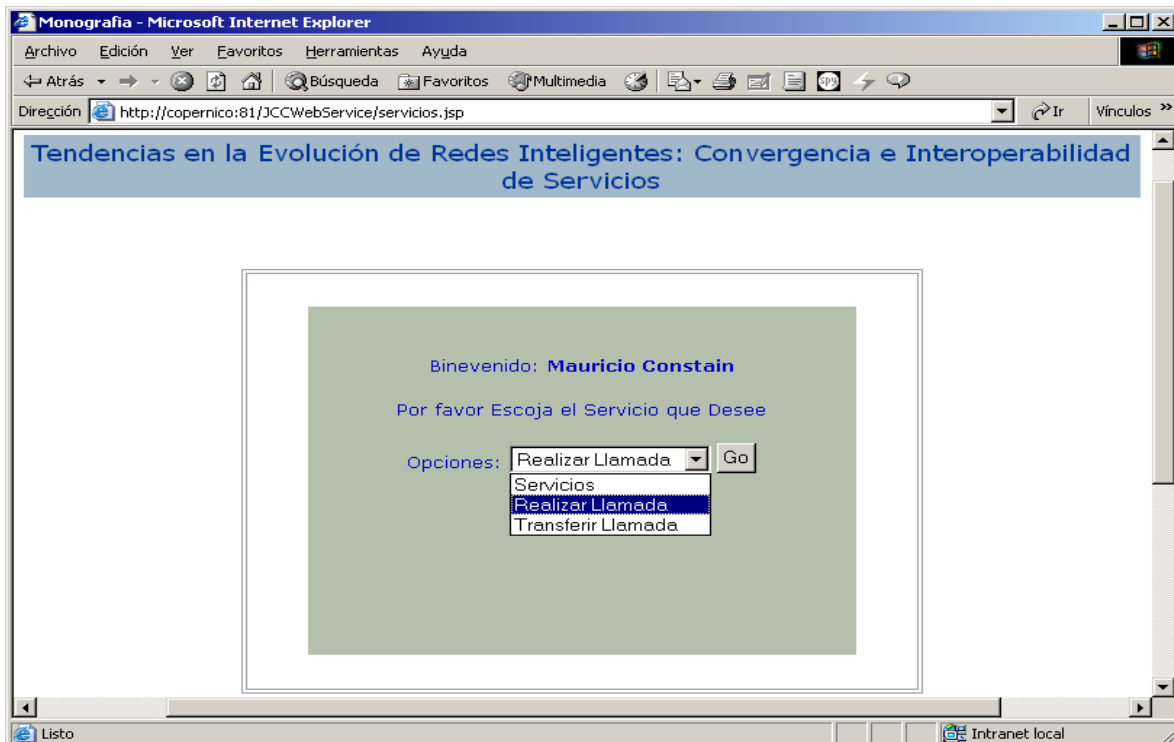 Monografia - Microsoft Internet Explorer
Archivo Edición Ver Favoritos Herramientas Ayuda
Atrás Búsqueda Favoritos Multimedia
Dirección http://copernico:81/JCCWebService/servicios.jsp Ir Vínculos »
Tendencias en la Evolución de Redes Inteligentes: Convergencia e Interoperabilidad
de Servicios
Binevenido: Mauricio Constain
Por favor Escoja el Servicio que Desee
Opciones: Realizar Llamada Go
Servicios
Realizar Llamada
Transferir Llamada
Listo Intranet local